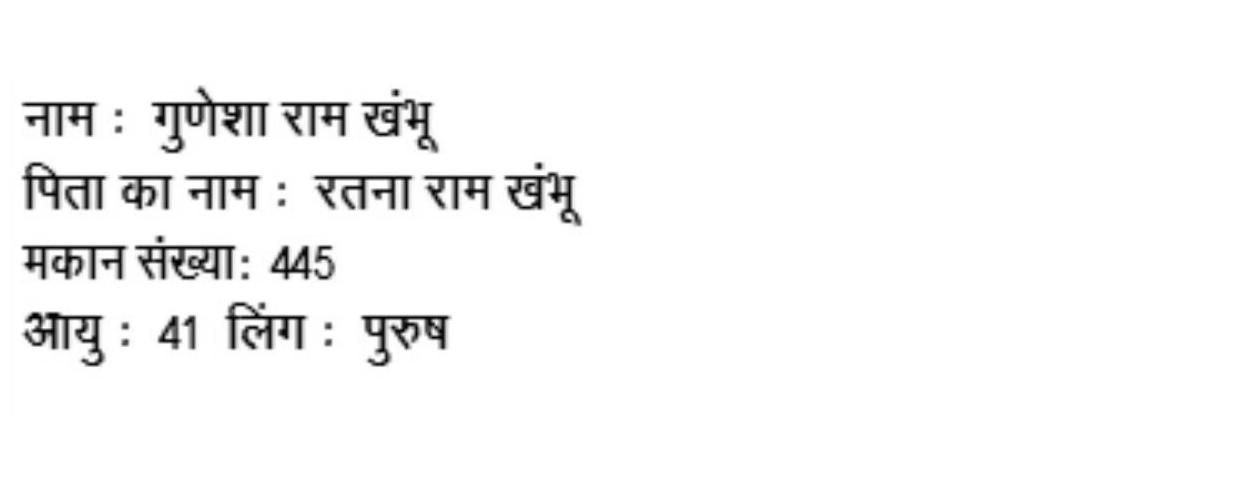 नाम : गुणेशा राम खंभू
पिता का नाम : रतना राम खंभू
मकान संख्या: 445
आयु : 41 लिंग : पुरुष